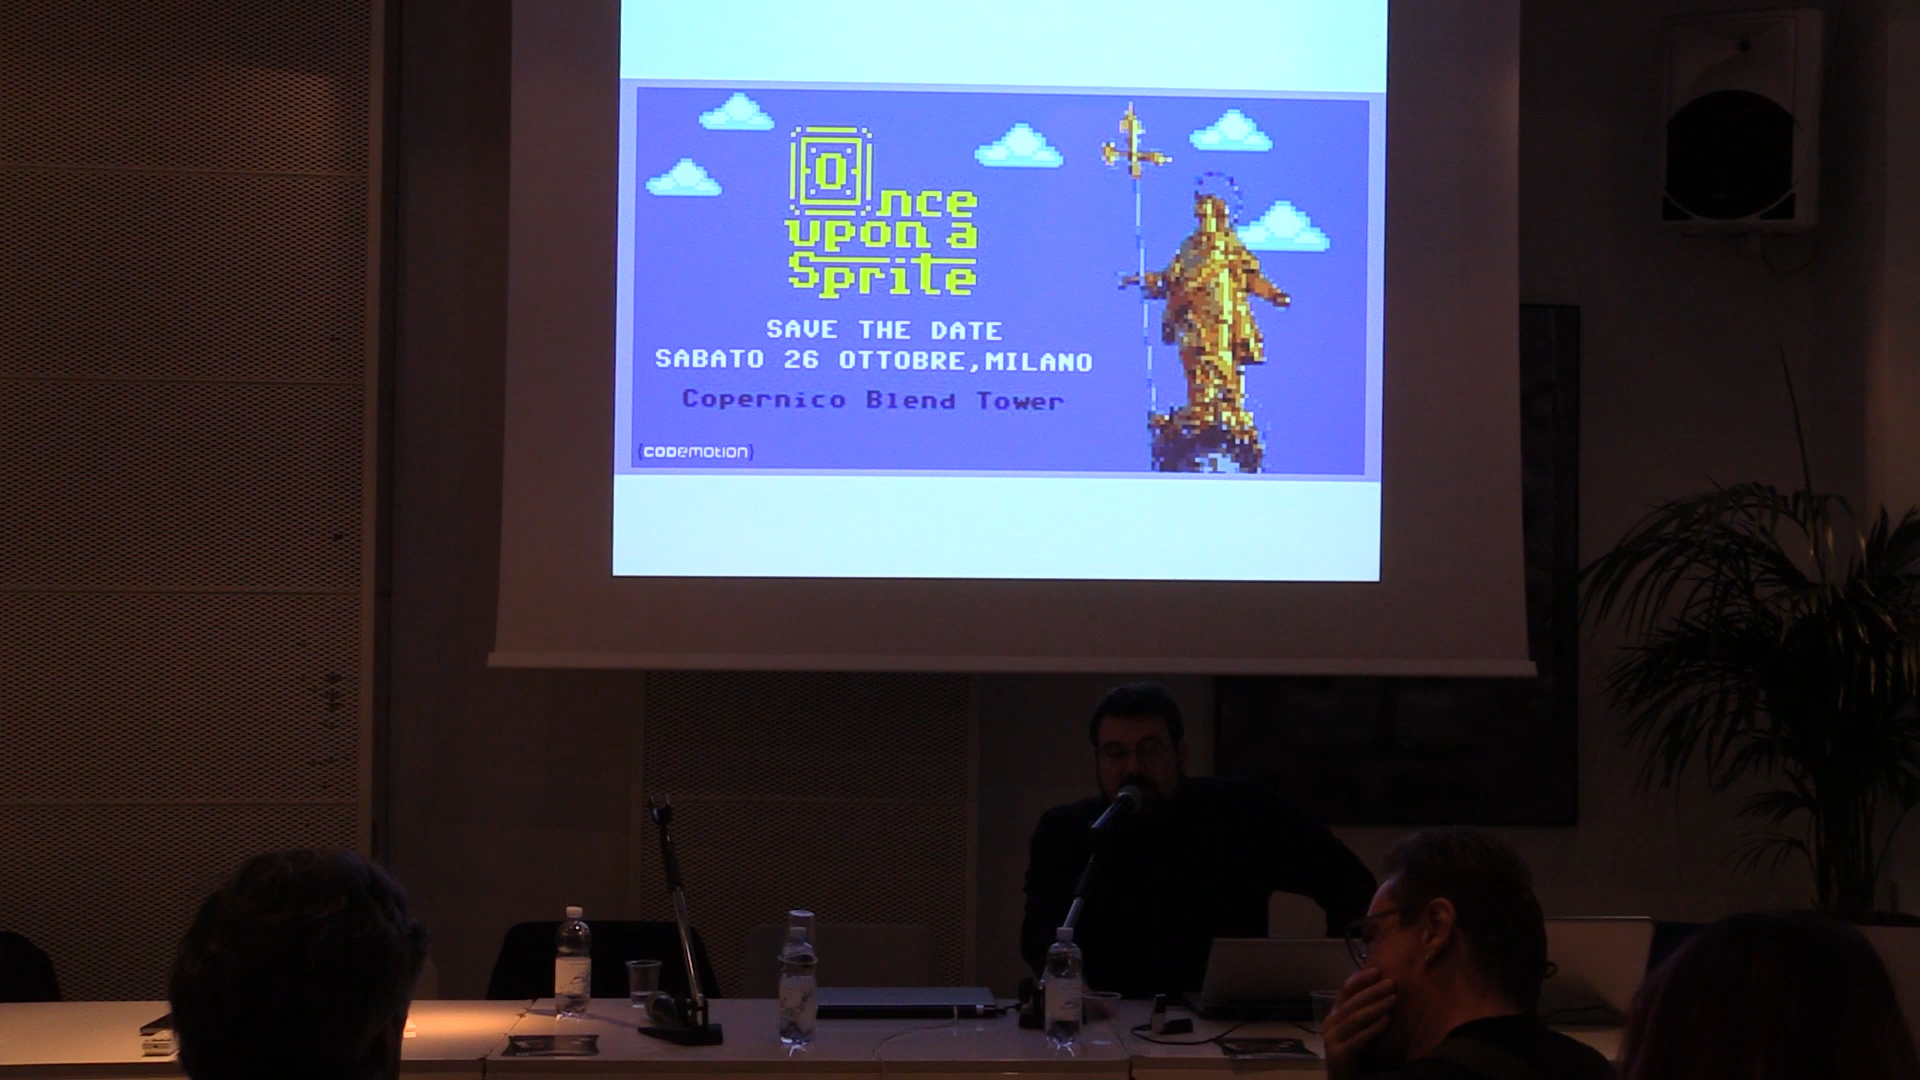 Once
upon a
Sprite
SAVE THE DATE
SABATO 26 OTTOBRE,MILANO
Copernico Blend Tower
{CODEMOTION}